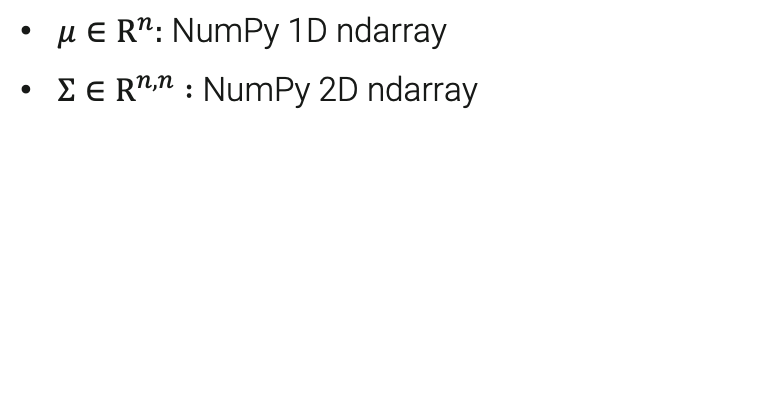 • μ ∈ Rⁿ: NumPy 1D ndarray
• Σ ∈ Rⁿ,ⁿ : NumPy 2D ndarray